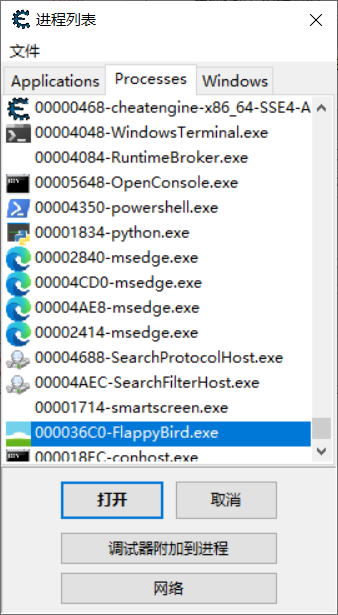 进程列表
文件
Applications Processes Windows
00000468-cheatengine-x86_64-SSE4-A
00004048-WindowsTerminal.exe
00004084-RuntimeBroker.exe
00005648-OpenConsole.exe
00004350-powershell.exe
00001834-python.exe
00002840-msedge.exe
00004CD0-msedge.exe
00004AE8-msedge.exe
00002414-msedge.exe
00004688-SearchProtocolHost.exe
00004AEC-SearchFilterHost.exe
00001714-smartscreen.exe
000036C0-FlappyBird.exe
000018EC-conhost.exe
打开 取消
调试器附加到进程
网络